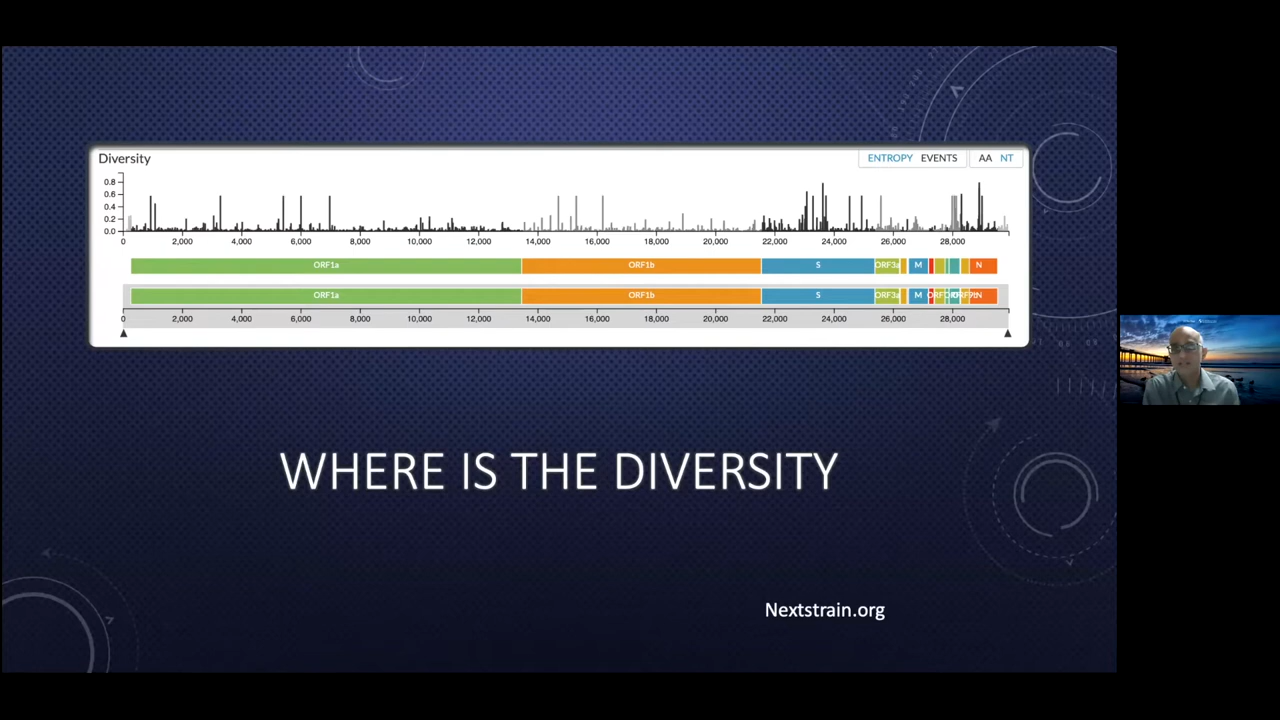 Diversity
ENTROPY EVENTS AA NT
0.8
0.6
0.4
0.2
0.0
0 2,000 4,000 6,000 8,000 10,000 12,000 14,000 16,000 18,000 20,000 22,000 24,000 26,000 28,000
ORF1a ORF1b S ORF3a M N
ORF1a ORF1b S ORF3a M N
0 2,000 4,000 6,000 8,000 10,000 12,000 14,000 16,000 18,000 20,000 22,000 24,000 26,000 28,000
WHERE IS THE DIVERSITY
Nextstrain.org